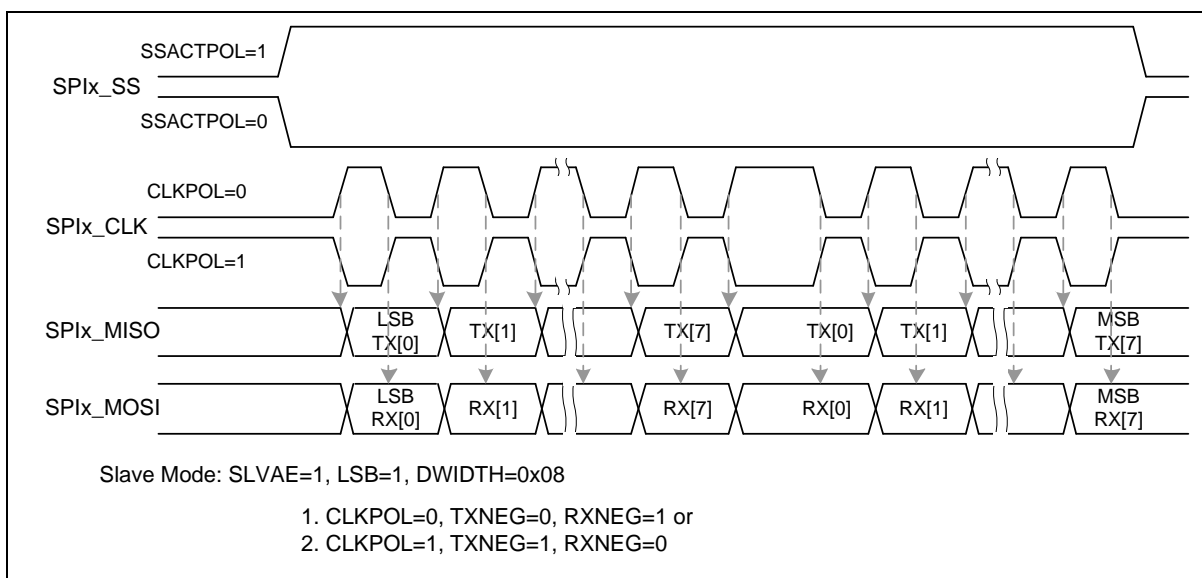 SSACTPOL=1
SPIx_SS
SSACTPOL=0
CLKPOL=0
SPIx_CLK
CLKPOL=1
SPIx_MISO
LSB
TX[0]
TX[1]
TX[7]
TX[0]
TX[1]
MSB
TX[7]
SPIx_MOSI
LSB
RX[0]
RX[1]
RX[7]
RX[0]
RX[1]
MSB
RX[7]
Slave Mode: SLVAE=1, LSB=1, DWIDTH=0x08
1. CLKPOL=0, TXNEG=0, RXNEG=1 or
2. CLKPOL=1, TXNEG=1, RXNEG=0